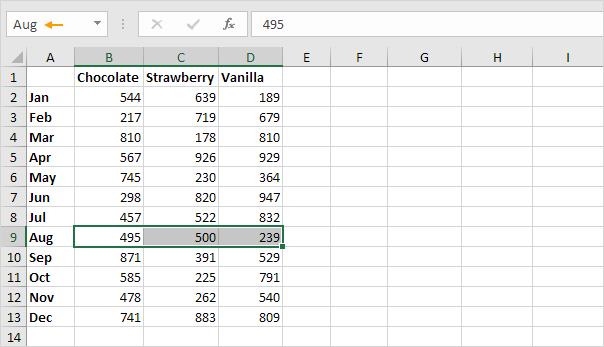 Aug 495
A B C D E F G H I
1 Chocolate Strawberry Vanilla
2 Jan 544 639 189
3 Feb 217 719 679
4 Mar 810 178 810
5 Apr 567 926 929
6 May 745 230 364
7 Jun 298 820 947
8 Jul 457 522 832
9 Aug 495 500 239
10 Sep 871 391 529
11 Oct 585 225 791
12 Nov 478 262 540
13 Dec 741 883 809
14